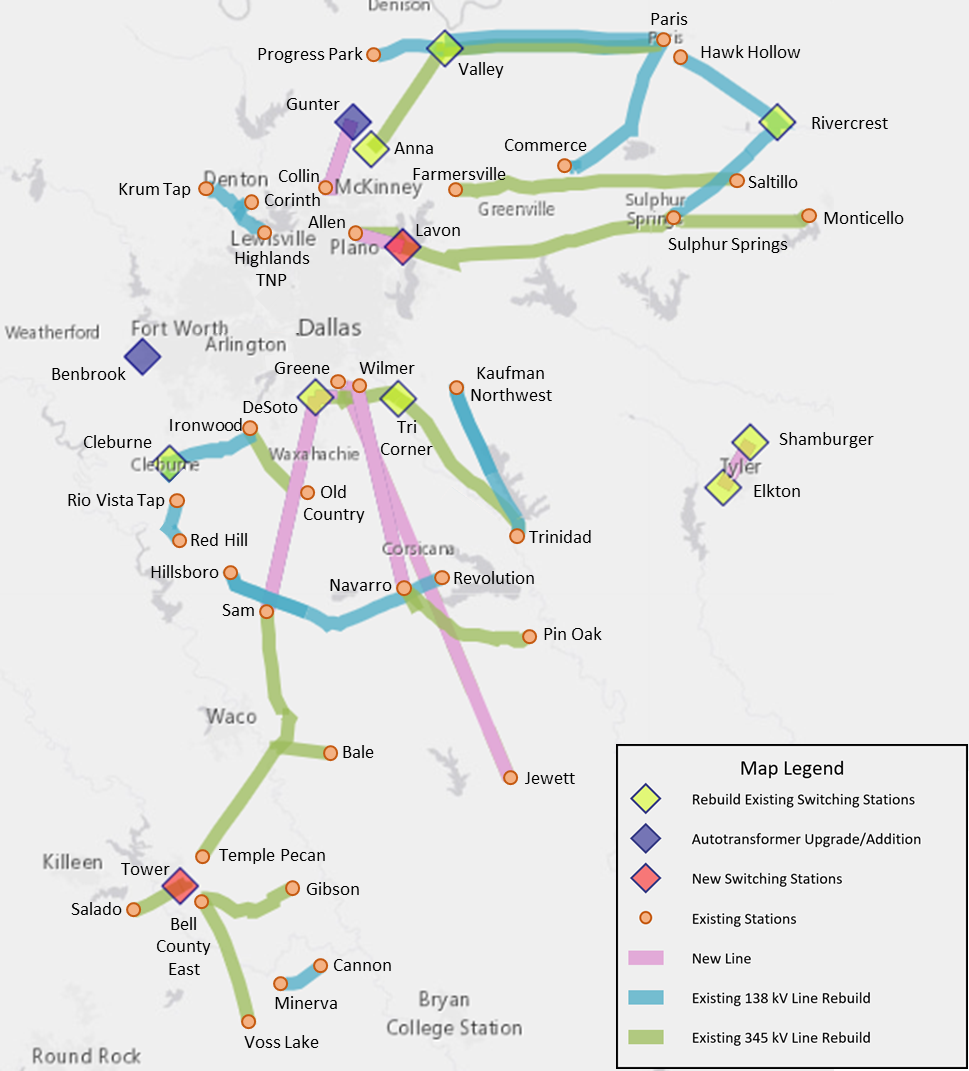 Denison
Paris
Paris
Progress Park
Hawk Hollow
Valley
Gunter
Rivercrest
Anna
Commerce
Farmersville
Collin
McKinney
Denton
Krum Tap
Corinth
Saltillo
Greenville
Sulphur
Springs
Monticello
Allen
Lavon
Lewisville
Plano
Sulphur Springs
Highlands
TNP
Weatherford
Fort Worth
Dallas
Arlington
Benbrook
Greene
Wilmer
Kaufman
Northwest
DeSoto
Ironwood
Tri
Corner
Cleburne
Cleburne
Waxahachie
Shamburger
Tyler
Elkton
Rio Vista Tap
Old
Country
Red Hill
Trinidad
Corsicana
Hillsboro
Navarro
Revolution
Sam
Pin Oak
Waco
Bale
Jewett
Temple Pecan
Killeen
Tower
Gibson
Salado
Bell
County
East
Cannon
Minerva
Bryan
College Station
Voss Lake
Round Rock
Map Legend
Rebuild Existing Switching Stations
Autotransformer Upgrade/Addition
New Switching Stations
Existing Stations
New Line
Existing 138 kV Line Rebuild
Existing 345 kV Line Rebuild